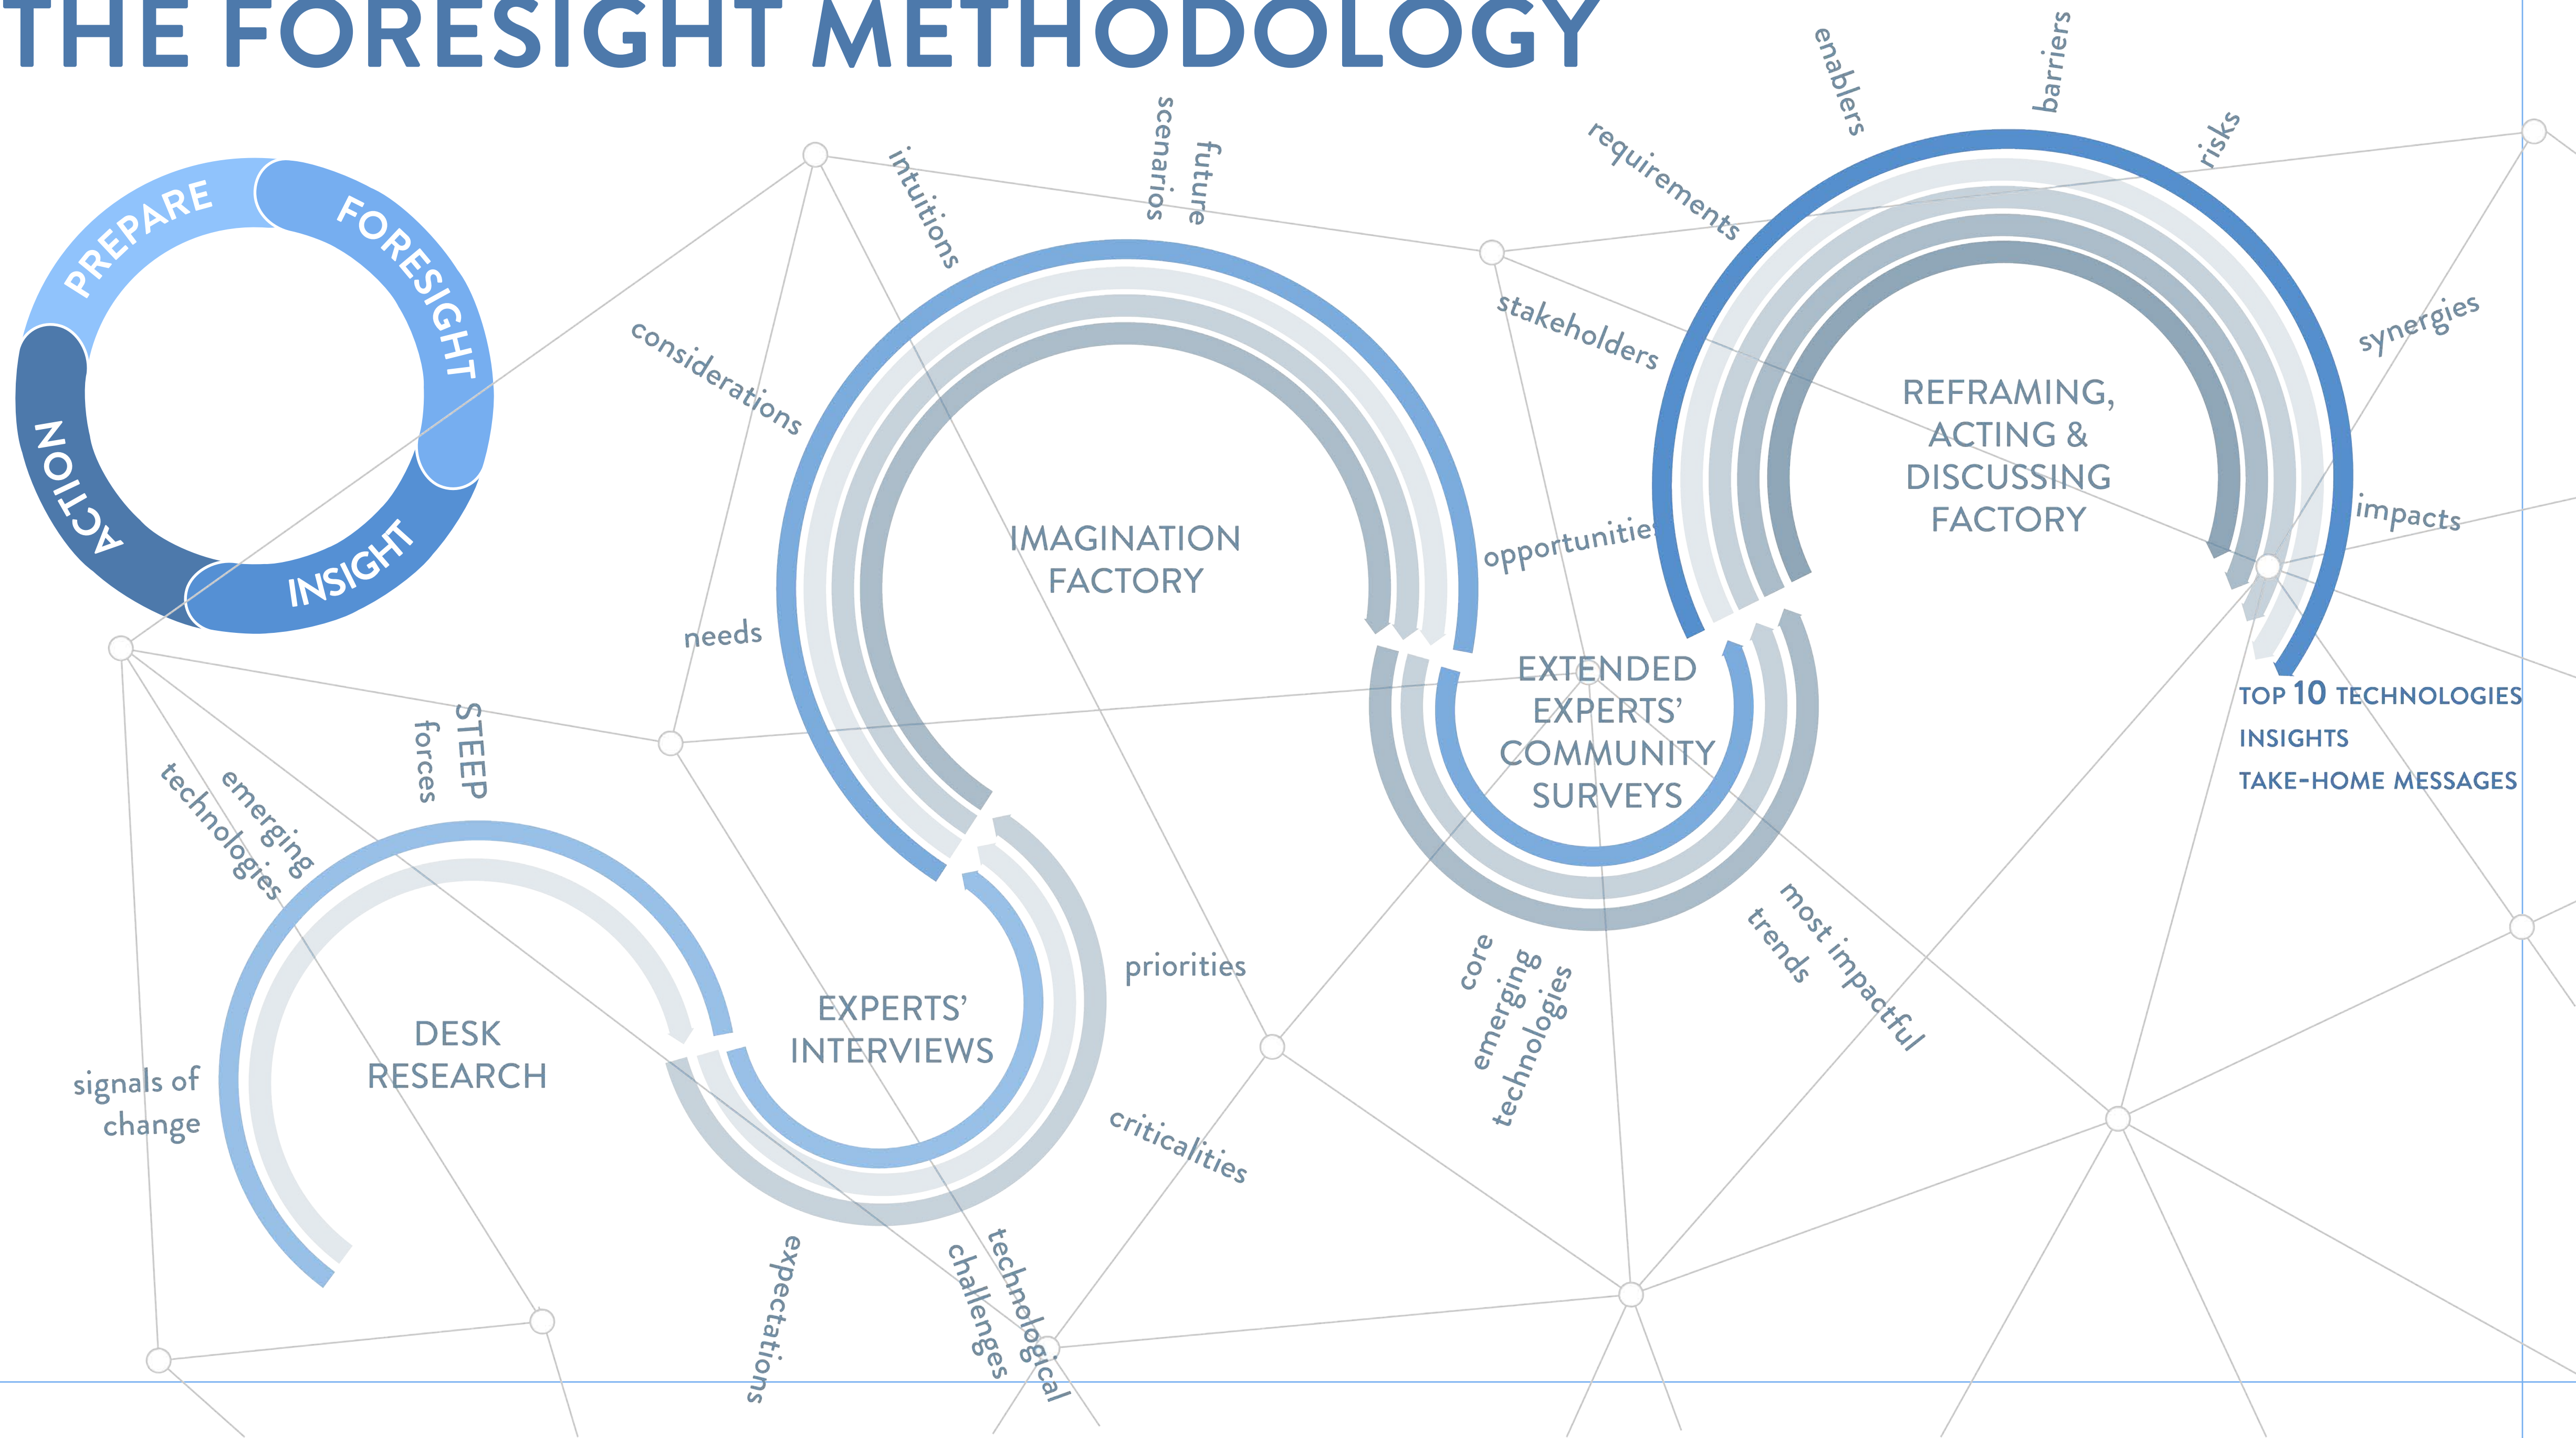 THE FORESIGHT METHODOLOGY
PREPARE
FORESIGHT
INSIGHT
ACTION
signals of
change
emerging
technologies
STEEP
forces
DESK
RESEARCH
expectations
technological
challenges
criticalities
priorities
EXPERTS'
INTERVIEWS
needs
considerations
intuitions
future
scenarios
IMAGINATION
FACTORY
core
emerging
technologies
most impactful
trends
EXTENDED
EXPERTS'
COMMUNITY
SURVEYS
opportunities
stakeholders
requirements
enablers
barriers
risks
synergies
impacts
REFRAMING,
ACTING &
DISCUSSING
FACTORY
TOP 10 TECHNOLOGIES
INSIGHTS
TAKE-HOME MESSAGES